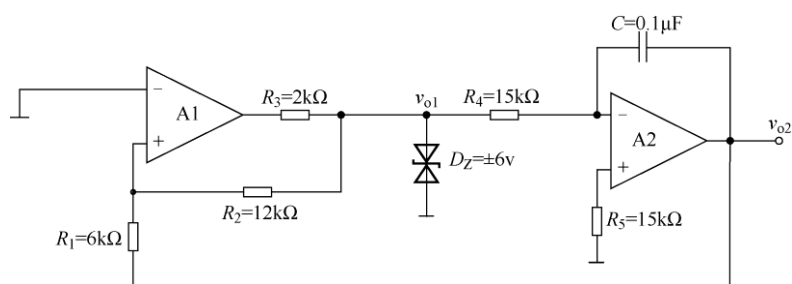 C=0.1μF
R3=2kΩ
vo1
R4=15kΩ
−
A1
+
−
A2
+
vo2
DZ=±6v
R2=12kΩ
R1=6kΩ
R5=15kΩ